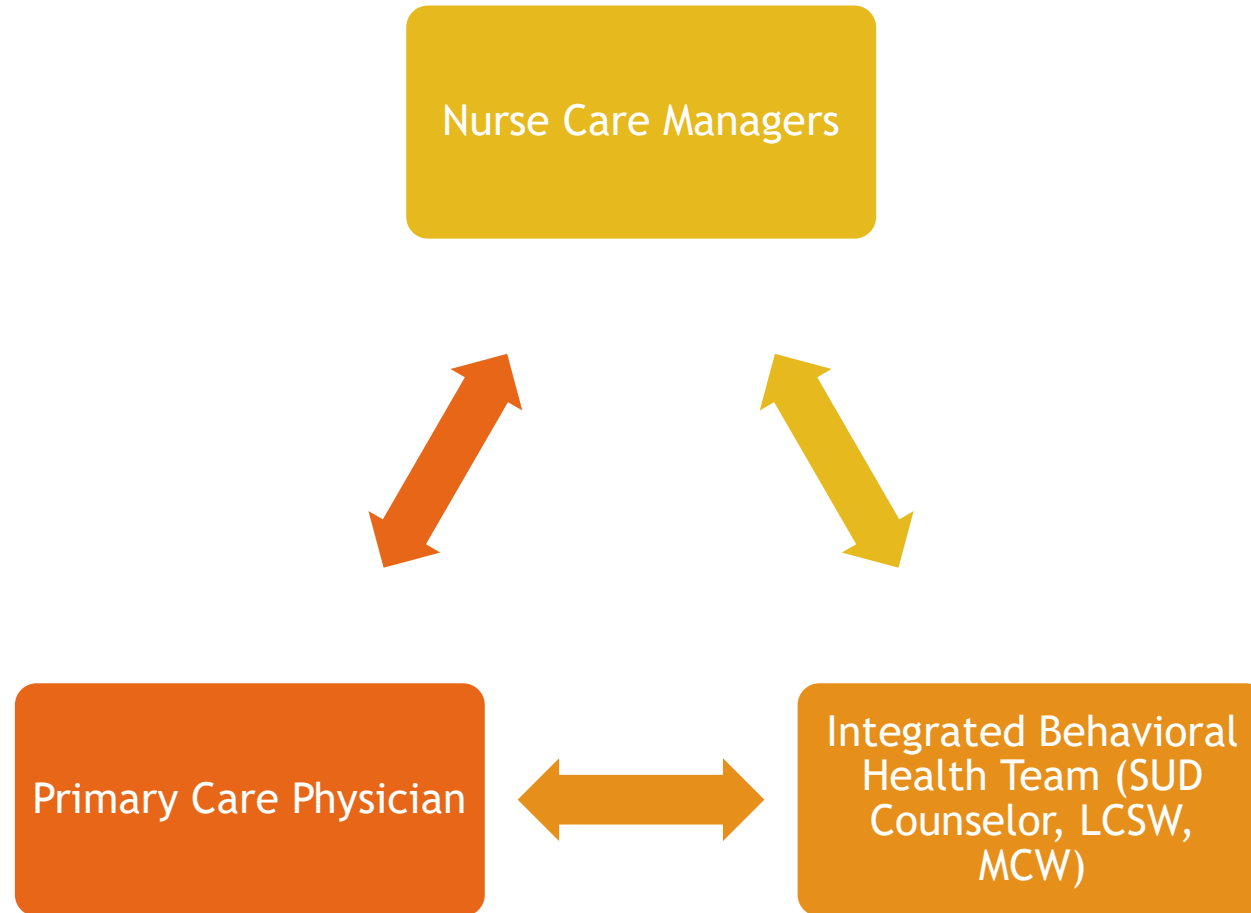 Nurse Care Managers
Primary Care Physician
Integrated Behavioral
Health Team (SUD
Counselor, LCSW,
MCW)